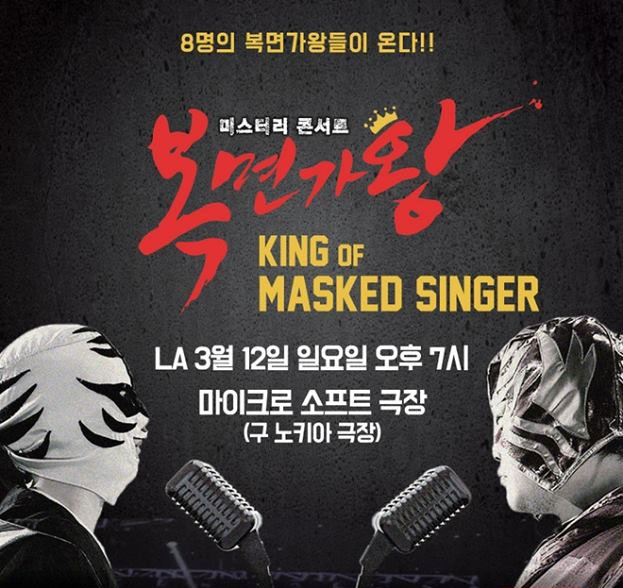 8명의 복면가왕들이 온다!!
미스터리 콘서트
복면가왕
KING OF
MASKED SINGER
LA 3월 12일 일요일 오후 7시
마이크로 소프트 극장
(구 노키아 극장)